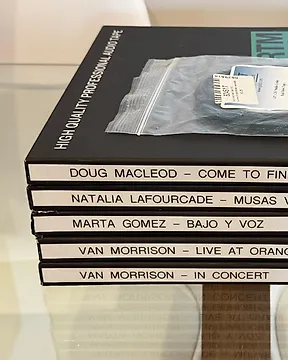 HIGH QUALITY PROFESSIONAL AUDIO TAPE
RTM
DOUG MACLEOD – COME TO FIN
NATALIA LAFOURCADE – MUSAS V
MARTA GOMEZ – BAJO Y VOZ
VAN MORRISON – LIVE AT ORANG
VAN MORRISON – IN CONCERT